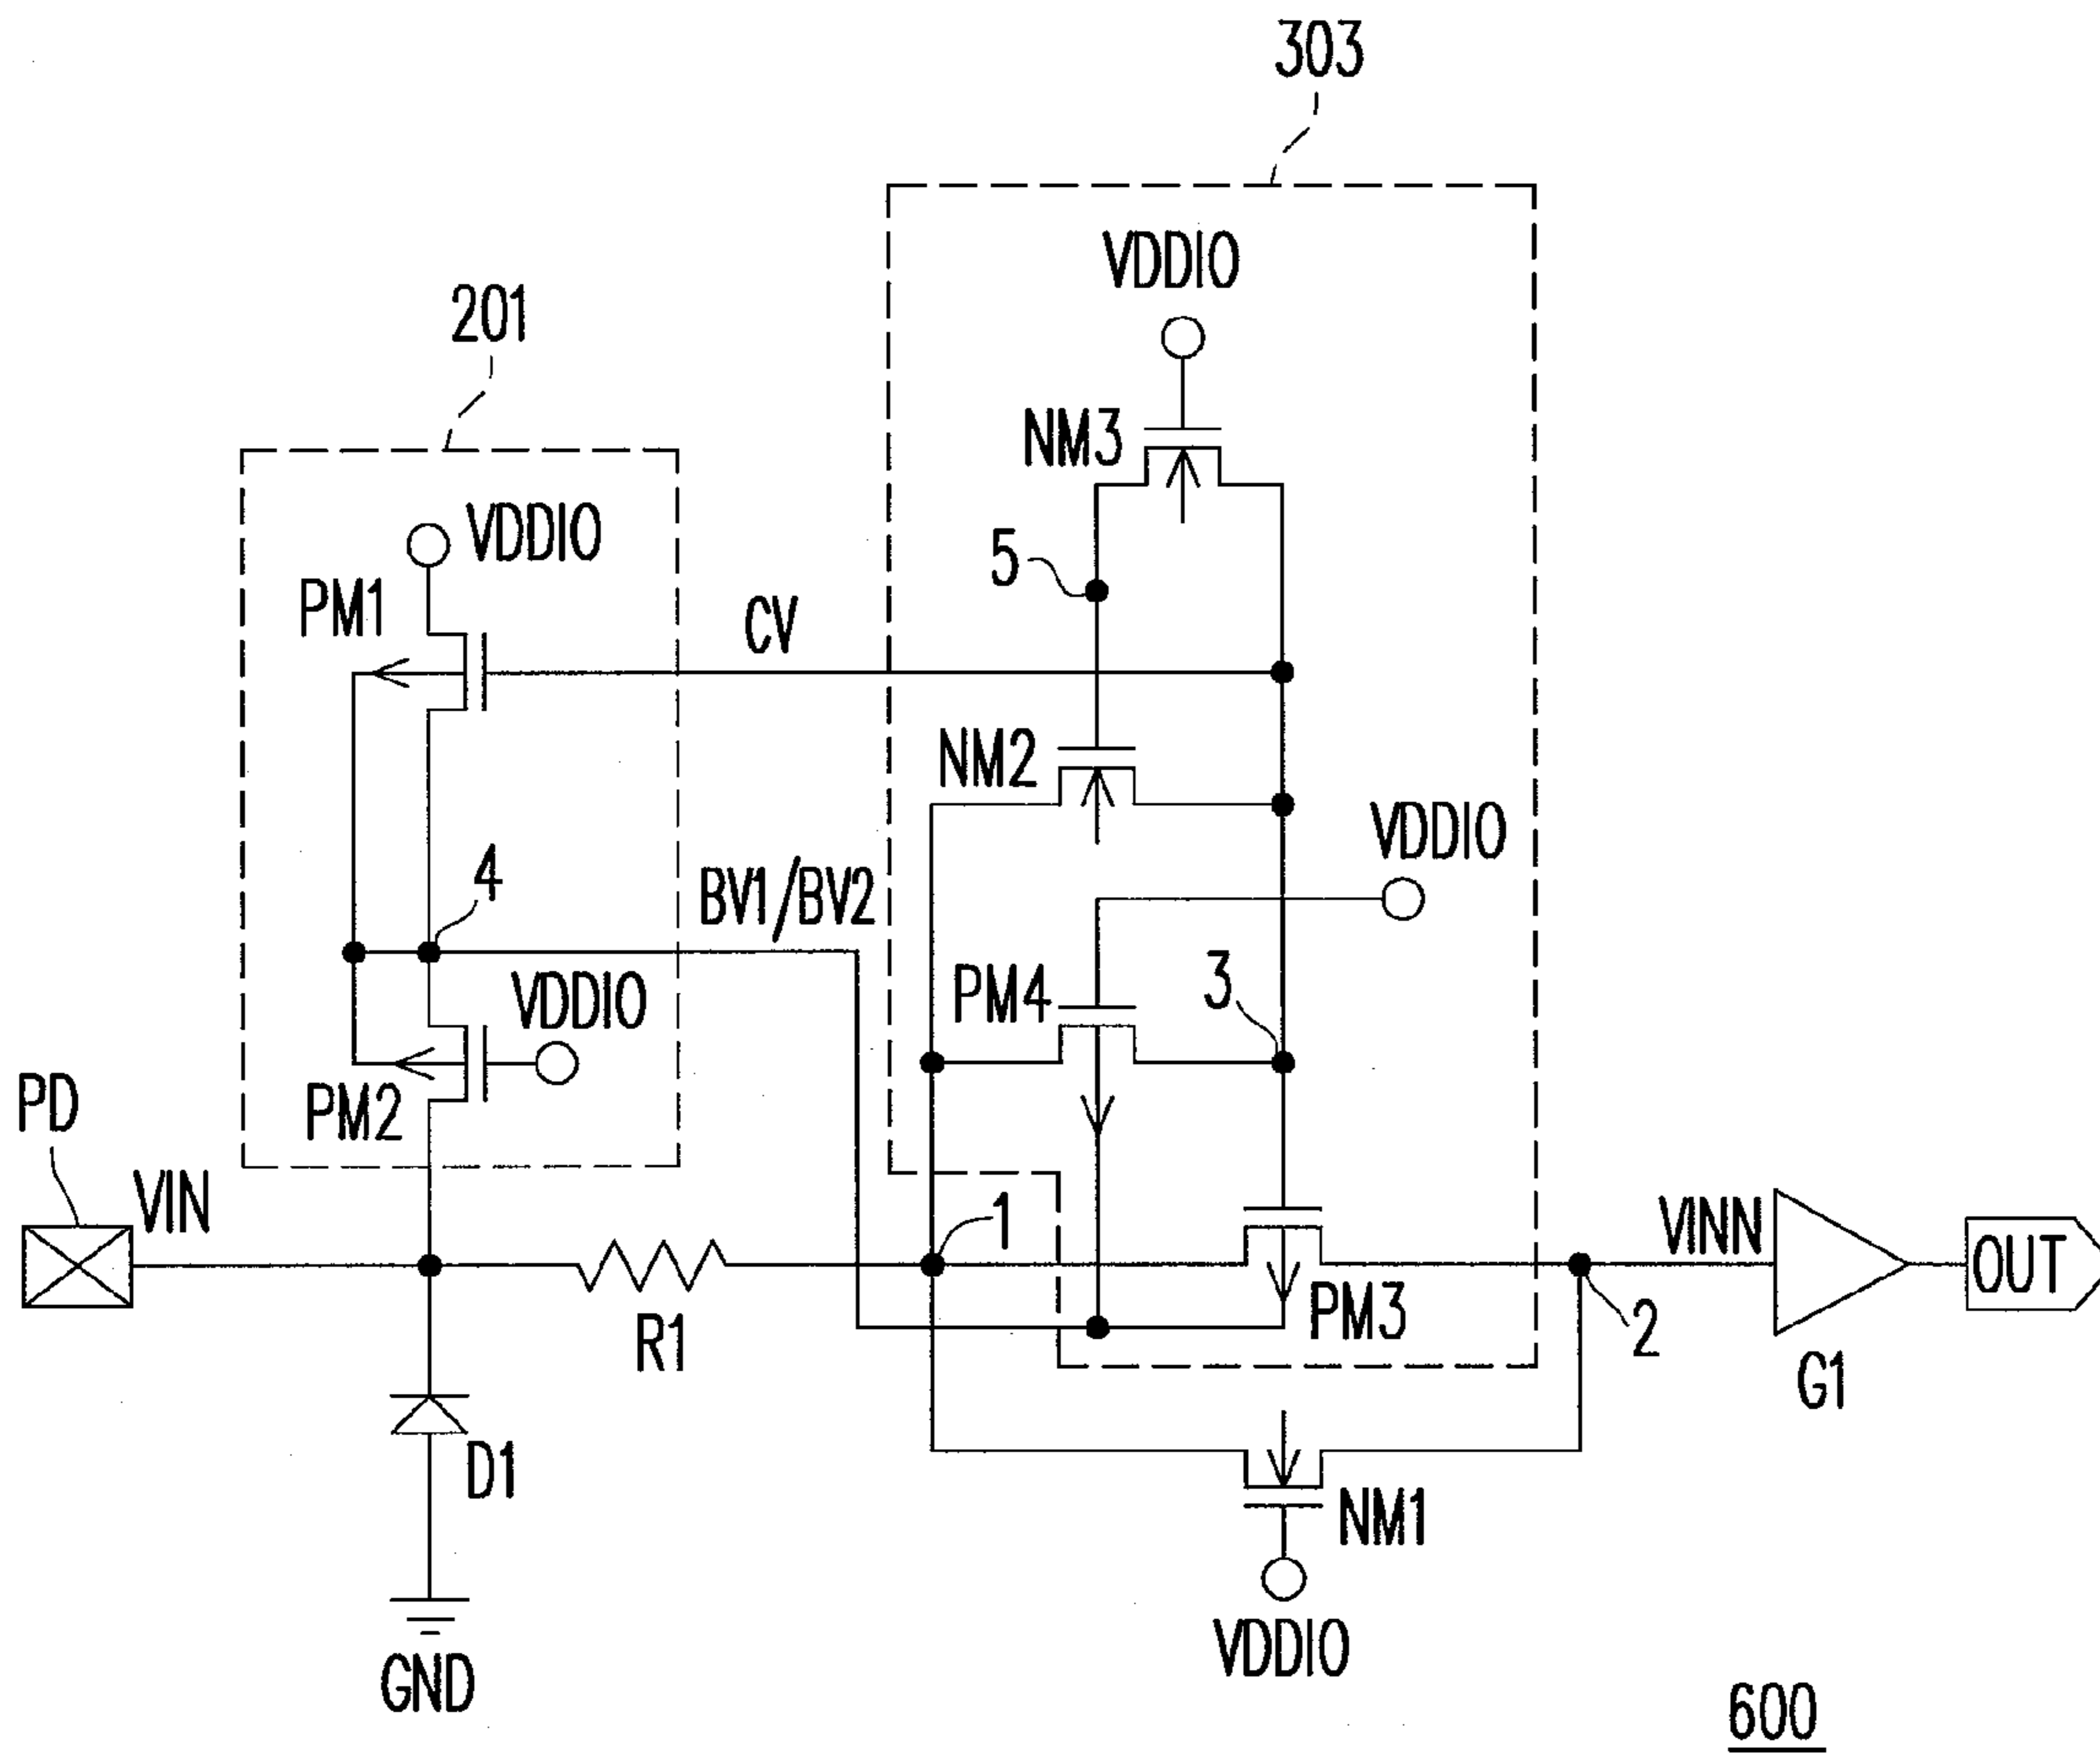 303
VDDIO
201
NM3
VDDIO
5
PM1
CV
NM2
VDDIO
4
BV1/BV2
PM4
3
VDDIO
PD
PM2
VIN
1
VINN
OUT
R1
PM3
2
G1
D1
NM1
VDDIO
GND
600